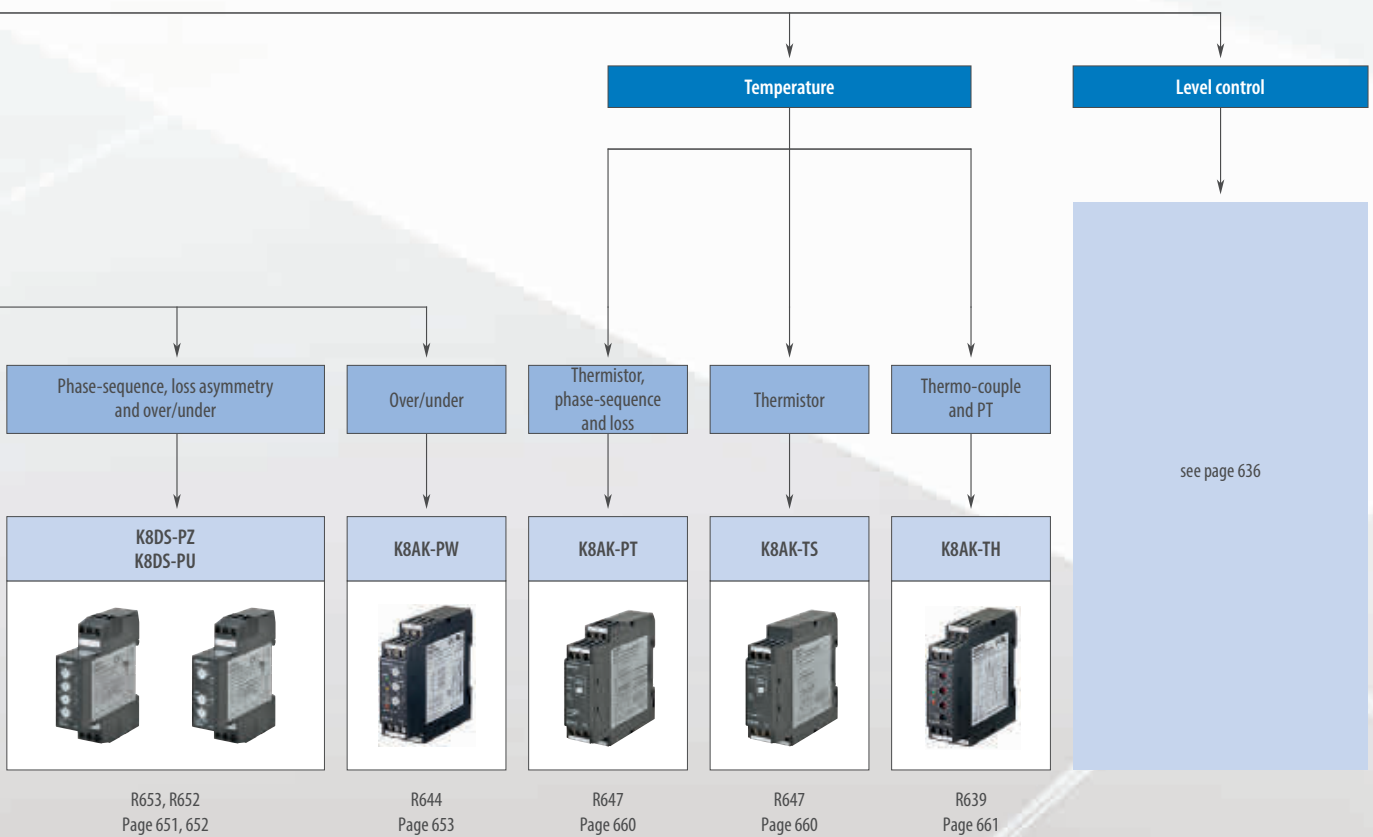 Temperature
Level control
Phase-sequence, loss asymmetry
and over/under
Over/under
Thermistor,
phase-sequence
and loss
Thermistor
Thermo-couple
and PT
see page 636
K8DS-PZ
K8DS-PU
K8AK-PW
K8AK-PT
K8AK-TS
K8AK-TH
R653, R652
Page 651, 652
R644
Page 653
R647
Page 660
R647
Page 660
R639
Page 661